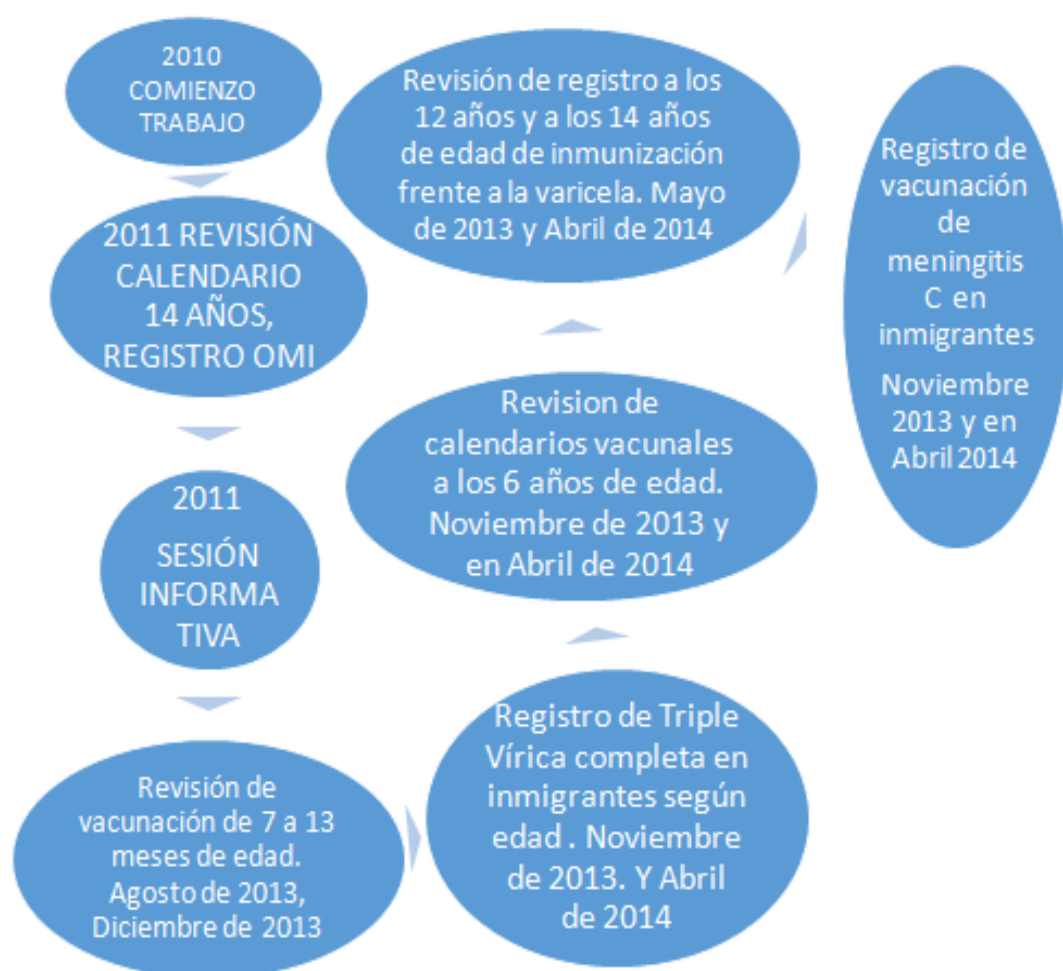 2010
COMIENZO
TRABAJO
2011 REVISIÓN
CALENDARIO
14 AÑOS,
REGISTRO OMI
2011
SESIÓN
INFORMA
TIVA
Revisión de
vacunación de 7 a 13
meses de edad.
Agosto de 2013,
Diciembre de 2013
Registro de Triple
Vírica completa en
inmigrantes según
edad . Noviembre
de 2013. Y Abril
de 2014
Revision de
calendarios vacunales
a los 6 años de edad.
Noviembre de 2013 y
en Abril de 2014
Revisión de registro a los
12 años y a los 14 años
de edad de inmunización
frente a la varicela. Mayo
de 2013 y Abril de 2014
Registro de
vacunación
de
meningitis
C en
inmigrantes
Noviembre
2013 y en
Abril 2014